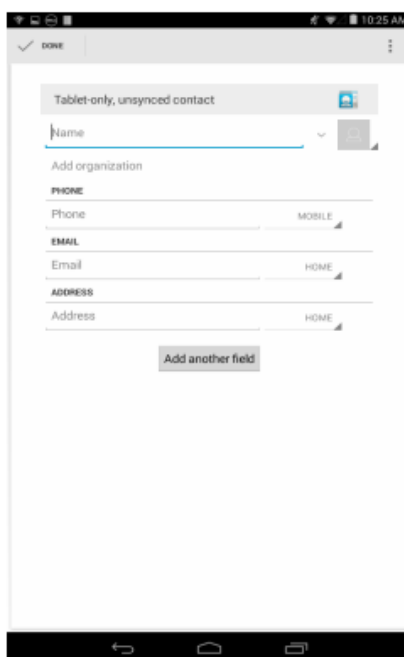 10:25 AM
DONE
Tablet-only, unsynced contact
Name
Add organization
PHONE
Phone MOBILE
EMAIL
Email HOME
ADDRESS
Address HOME
Add another field